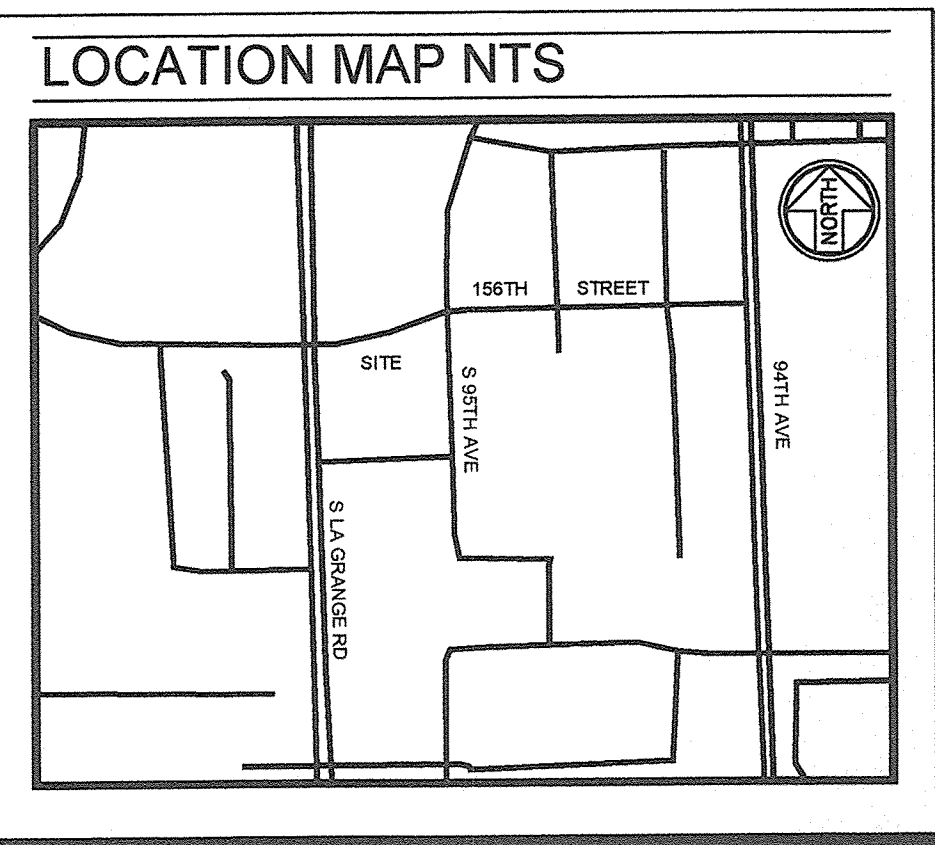 LOCATION MAP NTS
NORTH
156TH STREET
SITE
S 95TH AVE
94TH AVE
S LA GRANGE RD